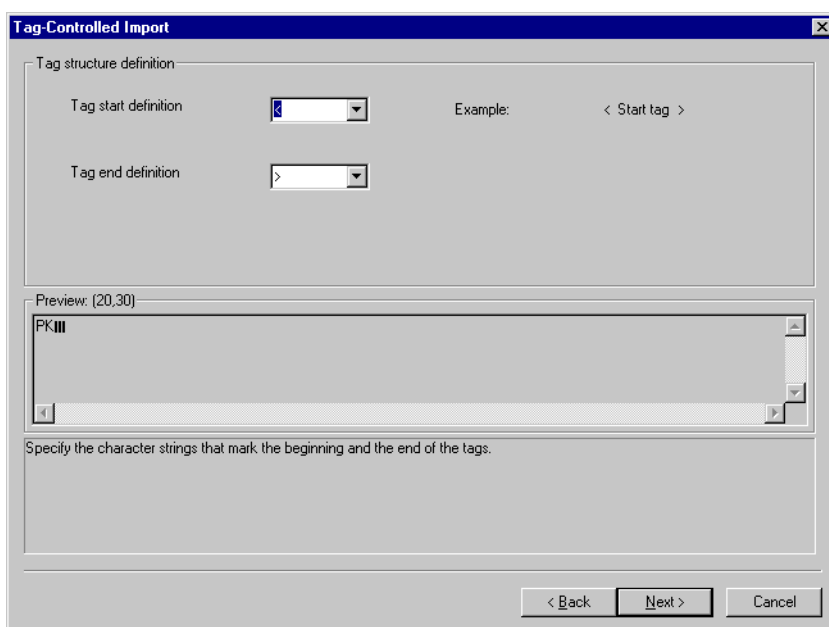 Tag-Controlled Import
Tag structure definition
Tag start definition < Example: < Start tag >
Tag end definition >
Preview: (20,30)
PK
Specify the character strings that mark the beginning and the end of the tags.
< Back Next > Cancel